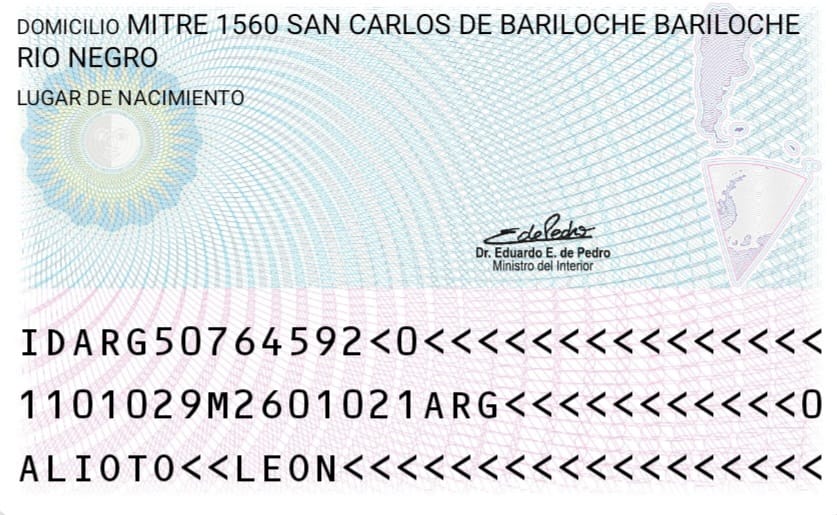 DOMICILIO MITRE 1560 SAN CARLOS DE BARILOCHE BARILOCHE
RIO NEGRO
LUGAR DE NACIMIENTO
EdePedro
Dr. Eduardo E. de Pedro
Ministro del Interior
IDARG50764592<0<<<<<<<<<<<<<<<
1101029M2601021ARG<<<<<<<<<<<0
ALIOTO<<LEON<<<<<<<<<<<<<<<<<<